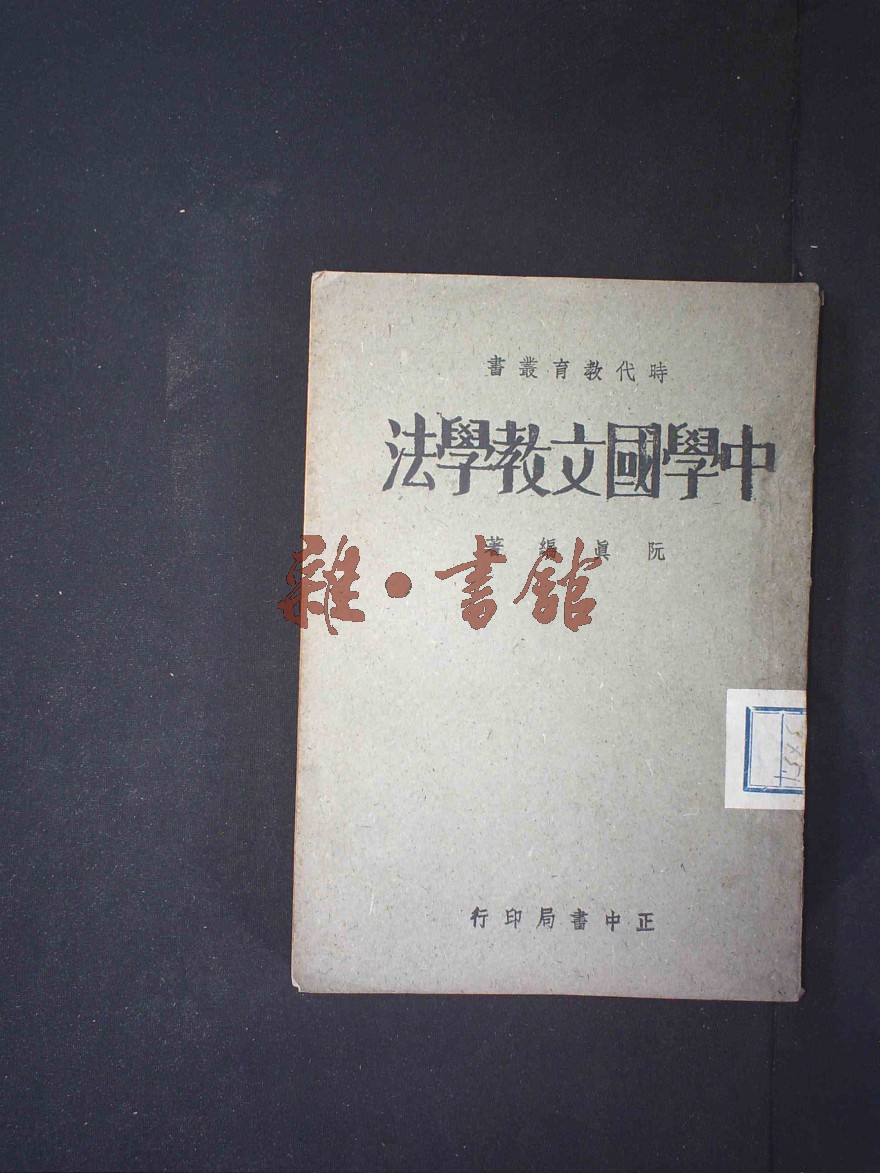 時代教育叢書
中學國文教學法
阮眞編著
雜·書館
正中書局印行